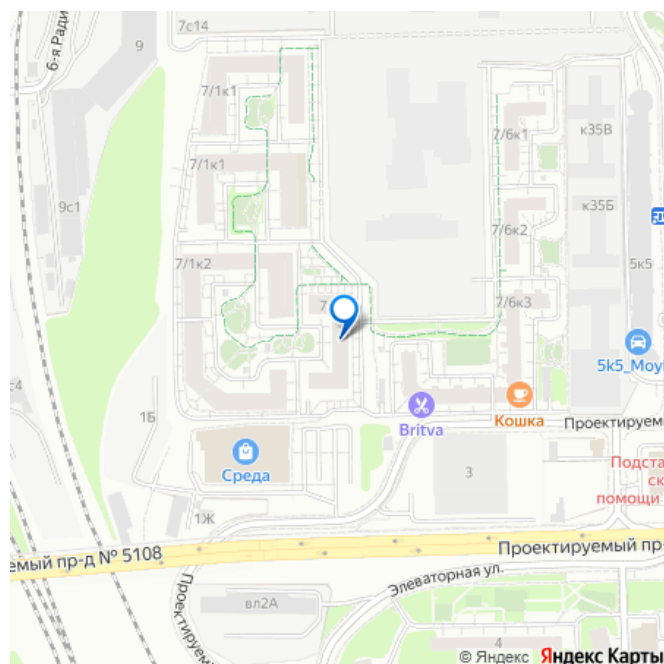 7с14
6-я Ради
9
7/1к1
7/6к1
к35В
7/1к1
9с1
к35Б
7/6к2
7/1к2
5к5
7
7/6к3
5k5_Moy
1Б
Britva
Кошка
Проектируемы
Среда
3
Подста
ск
помощи
1Ж
емый пр-д № 5108
Проектируемый пр-
Элеваторная ул.
Проектируем
вл2А
4
© Яндекс Яндекс Карты